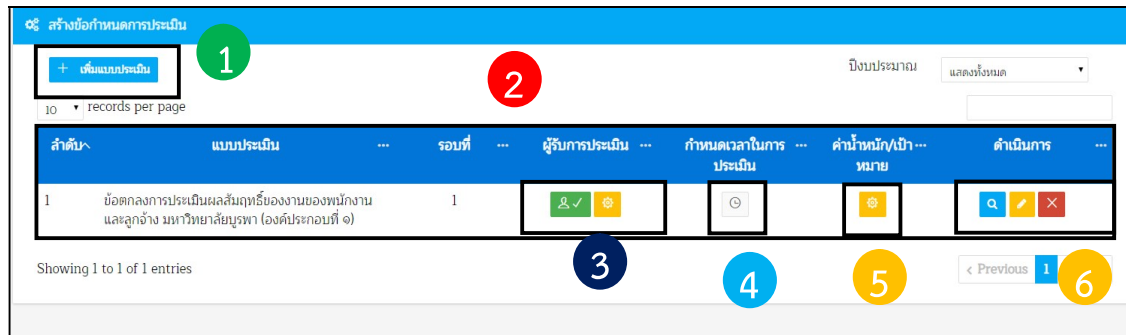 สร้างข้อกำหนดการประเมิน
1
+ เพิ่มแบบประเมิน
ปีงบประมาณ
แสดงทั้งหมด
2
10 records per page
ลำดับ แบบประเมิน ... รอบที่ ... ผู้รับการประเมิน ... กำหนดเวลาในการ ... ค่าน้ำหนัก/เป้า ... ดำเนินการ ...
ประเมิน หมาย
1 ข้อตกลงการประเมินผลสัมฤทธิ์ของงานของพนักงาน 1
และลูกจ้าง มหาวิทยาลัยบูรพา (องค์ประกอบที่ ๑)
3
4
5
6
Showing 1 to 1 of 1 entries
< Previous 1